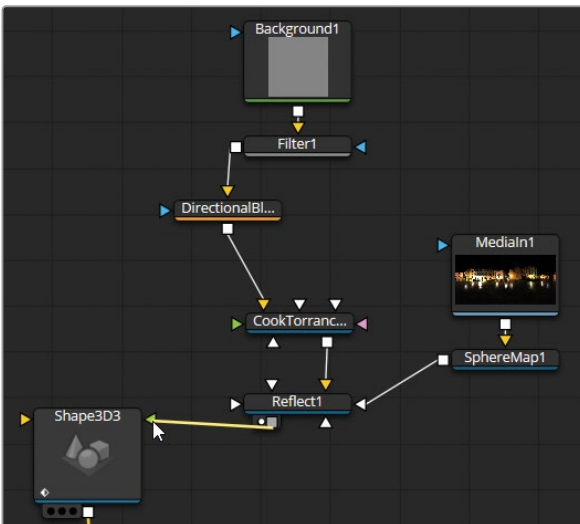 Background1
Filter1
DirectionalBl...
MediaIn1
CookTorranc...
SphereMap1
Reflect1
Shape3D3